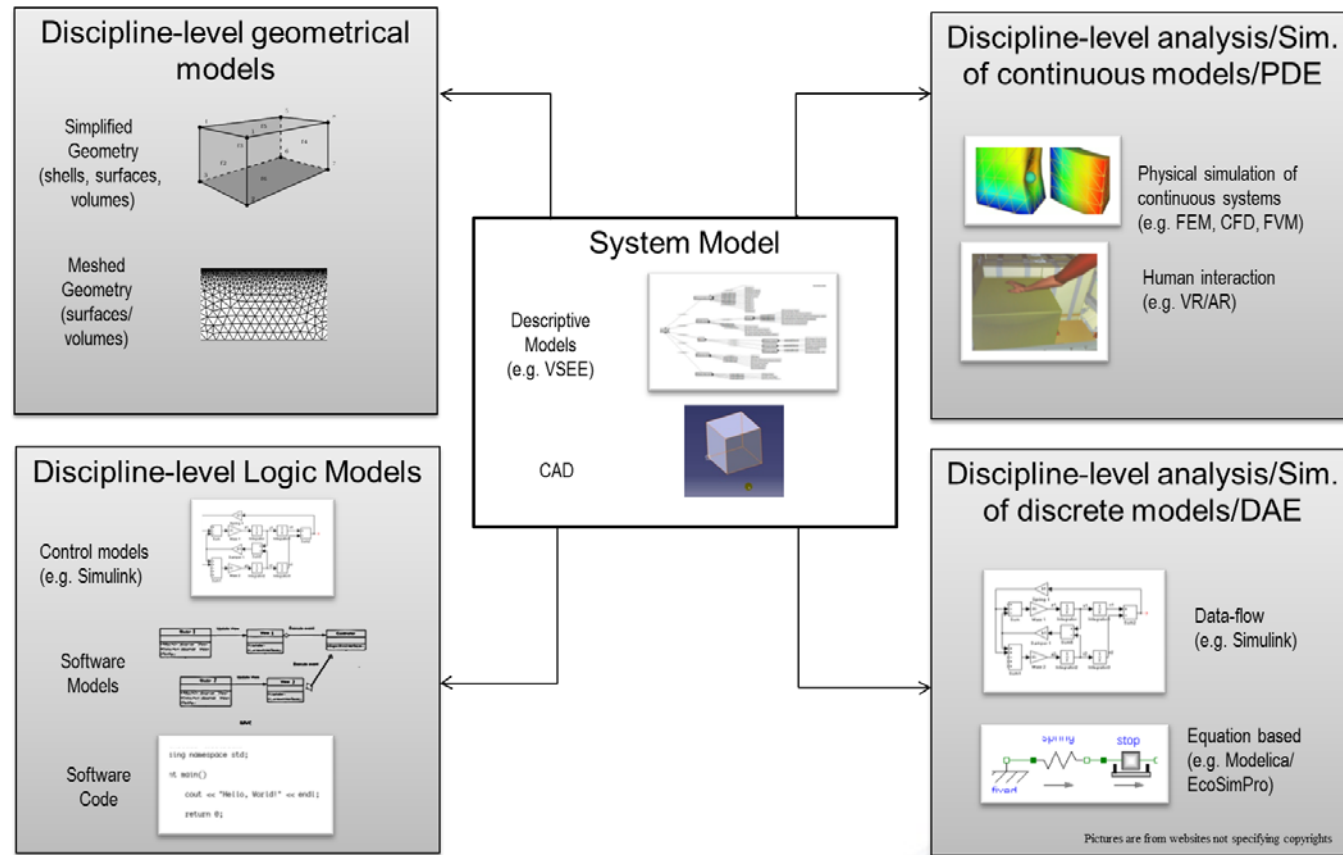 Discipline-level geometrical
models
Simplified
Geometry
(shells, surfaces,
volumes)
Meshed
Geometry
(surfaces/
volumes)
Discipline-level analysis/Sim.
of continuous models/PDE
Physical simulation of
continuous systems
(e.g. FEM, CFD, FVM)
Human interaction
(e.g. VR/AR)
System Model
Descriptive
Models
(e.g. VSEE)
CAD
Discipline-level Logic Models
Control models
(e.g. Simulink)
Software
Models
Software
Code
sing namespace std;
nt main()
cout << "Hello, World!" << endl;
return 0;
Discipline-level analysis/Sim.
of discrete models/DAE
Data-flow
(e.g. Simulink)
spring
stop
fixed
Equation based
(e.g. Modelica/
EcoSimPro)
Pictures are from websites not specifying copyrights